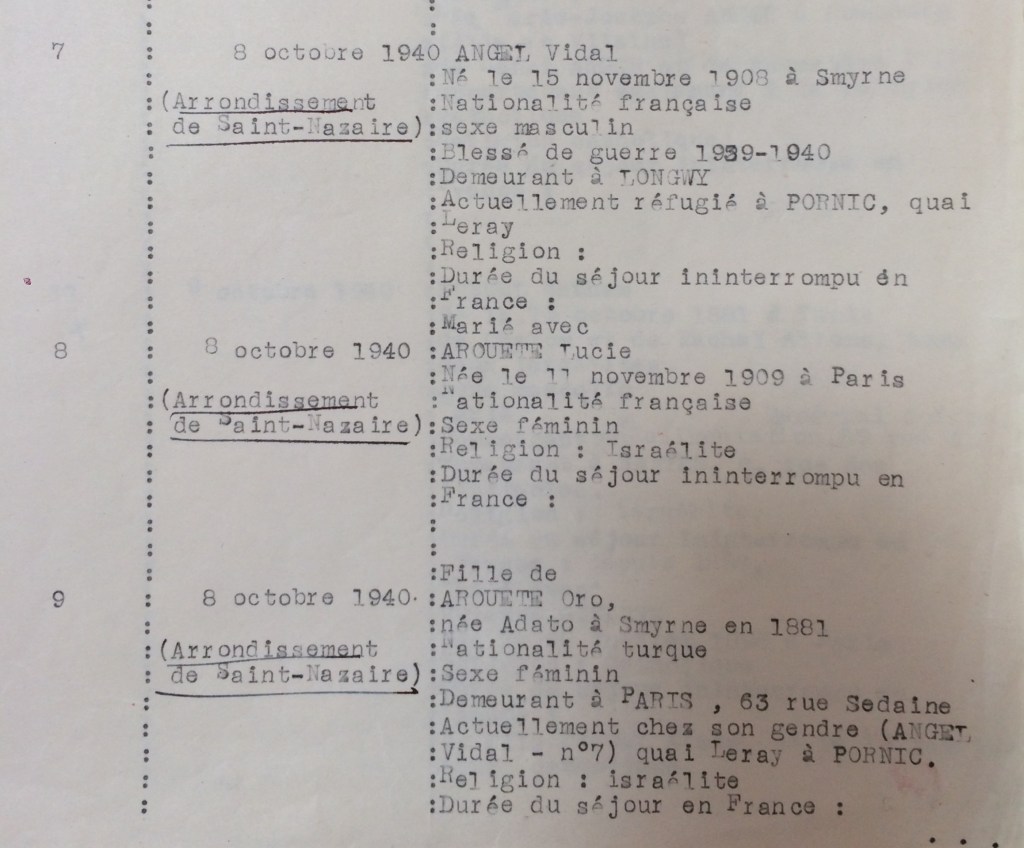 7 8 octobre 1940 ANGEL Vidal
:Né le 15 novembre 1908 à Smyrne
:(Arrondissement :Nationalité française
: de Saint-Nazaire):sexe masculin
:Blessé de guerre 1939-1940
:Demeurant à LONGWY
:Actuellement réfugié à PORNIC, quai
:Leray
:Religion :
:Durée du séjour ininterrompu en
:France :
:Marié avec
8 8 octobre 1940 :AROUETE Lucie
:Née le 11 novembre 1909 à Paris
:(Arrondissement :Nationalité française
: de Saint-Nazaire):Sexe féminin
:Religion : Israélite
:Durée du séjour ininterrompu en
:France :
:Fille de
9 : 8 octobre 1940. :AROUETE Oro,
:née Adato à Smyrne en 1881
:(Arrondissement :Nationalité turque
: de Saint-Nazaire):Sexe féminin
:Demeurant à PARIS , 63 rue Sedaine
:Actuellement chez son gendre (ANGEL
:Vidal - n°7) quai Leray à PORNIC.
:Religion : israélite
:Durée du séjour en France :
...